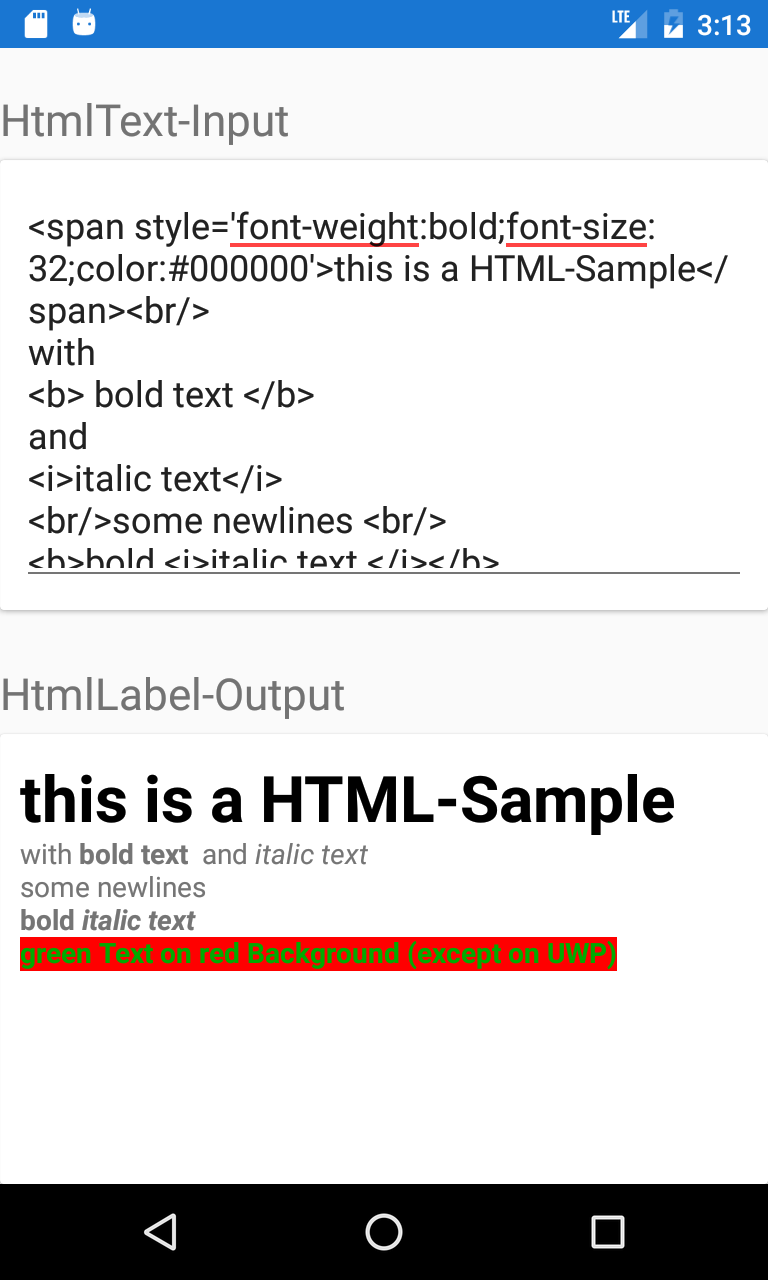 LTE 3:13
HtmlText-Input
<span style='font-weight:bold;font-size:
32;color:#000000'>this is a HTML-Sample</
span><br/>
with
<b> bold text </b>
and
<i>italic text</i>
<br/>some newlines <br/>
<b>bold <i>italic text </i></b>
HtmlLabel-Output
this is a HTML-Sample
with bold text  and italic text
some newlines
bold italic text
green Text on red Background (except on UWP)